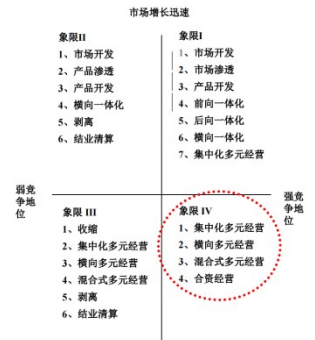 市场增长迅速
象限II
1、市场开发
2、产品渗透
3、产品开发
4、横向一体化
5、剥离
6、结业清算
象限I
1、市场开发
2、市场渗透
3、产品开发
4、前向一体化
5、后向一体化
6、横向一体化
7、集中化多元经营
弱竞
争地
位
强竞
争地
位
象限 III
1、收缩
2、集中化多元经营
3、横向多元经营
4、混合式多元经营
5、剥离
6、结业清算
象限 IV
1、集中化多元经营
2、横向多元经营
3、混合式多元经营
4、合资经营